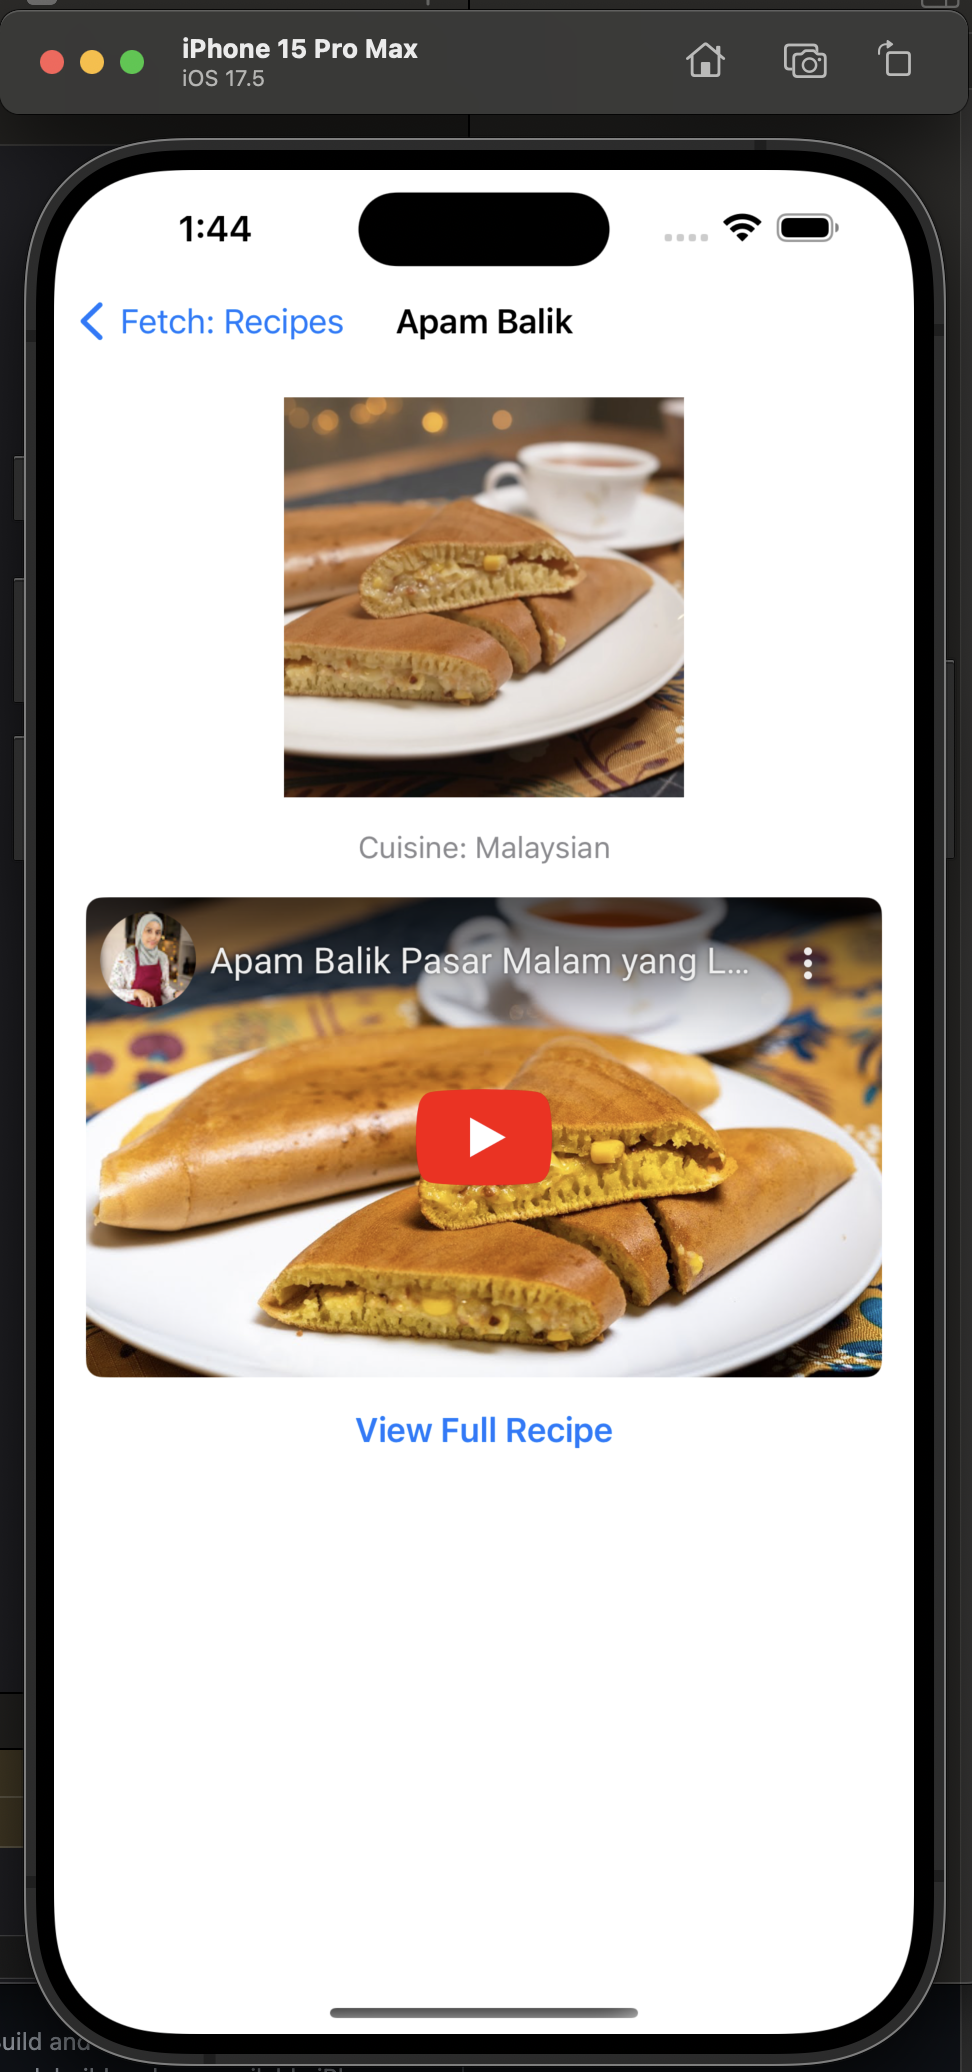 iPhone 15 Pro Max
iOS 17.5
1:44
Fetch: Recipes
Apam Balik
Cuisine: Malaysian
Apam Balik Pasar Malam yang L...
View Full Recipe
uild and